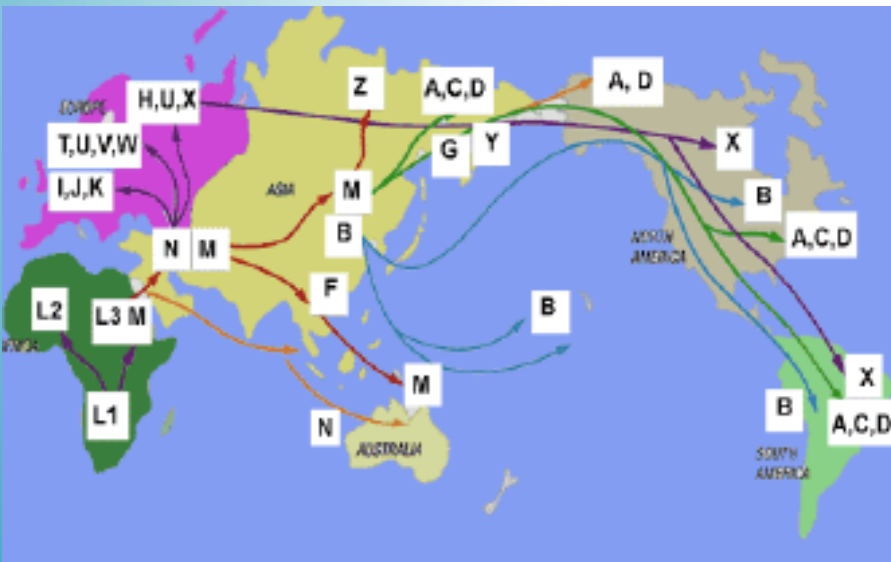 Z
A,C,D
A, D
H,U,X
EUROPE
T,U,V,W
G
Y
X
I,J,K
ASIA
M
B
B
N
M
NORTH
AMERICA
A,C,D
F
L2
L3 M
B
M
X
L1
N
B
A,C,D
AUSTRALIA
SOUTH
AMERICA